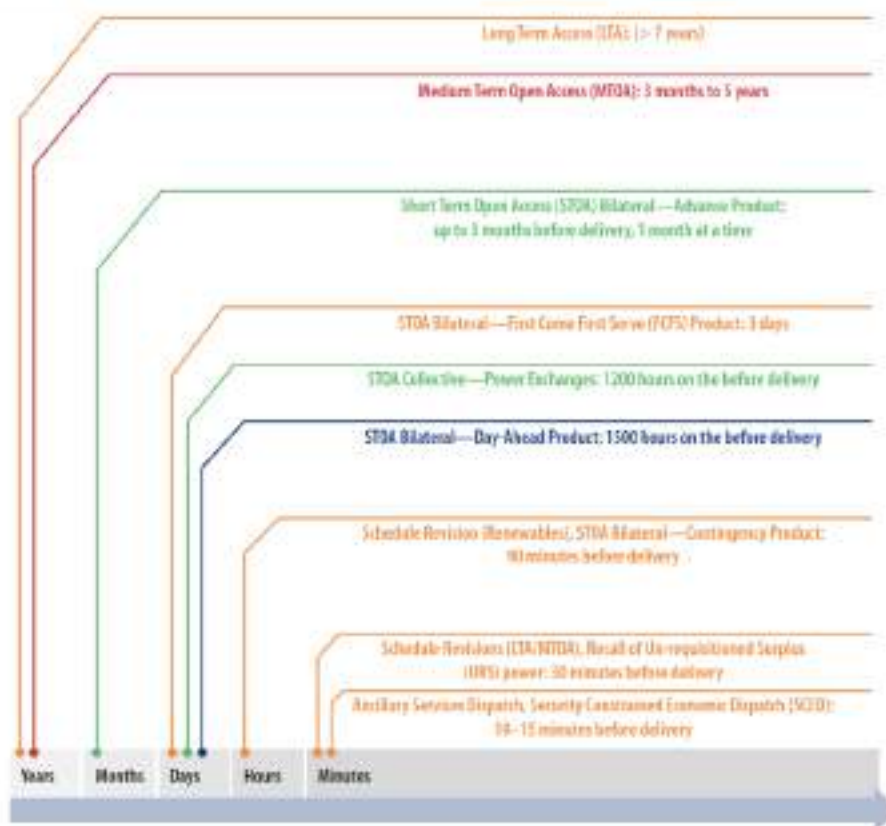 Long Term Access (LTA): (> 7 years)
Medium Term Open Access (MTOA): 3 months to 5 years
Short Term Open Access (STOA) Bilateral—Advance Product:
up to 3 months before delivery, 1 month at a time
STOA Bilateral—First Come First Serve (FCFS) Product: 3 days
STOA Collective—Power Exchanges: 1200 hours on the before delivery
STOA Bilateral—Day-Ahead Product: 1500 hours on the before delivery
Schedule Revision (Renewables), STOA Bilateral—Contingency Product:
90 minutes before delivery
Schedule Revisions (LTA/MTOA), Recall of Un-requisitioned Surplus
(URS) power: 30 minutes before delivery
Ancillary Services Dispatch, Security Constrained Economic Dispatch (SCED):
10–15 minutes before delivery
Years Months Days Hours Minutes